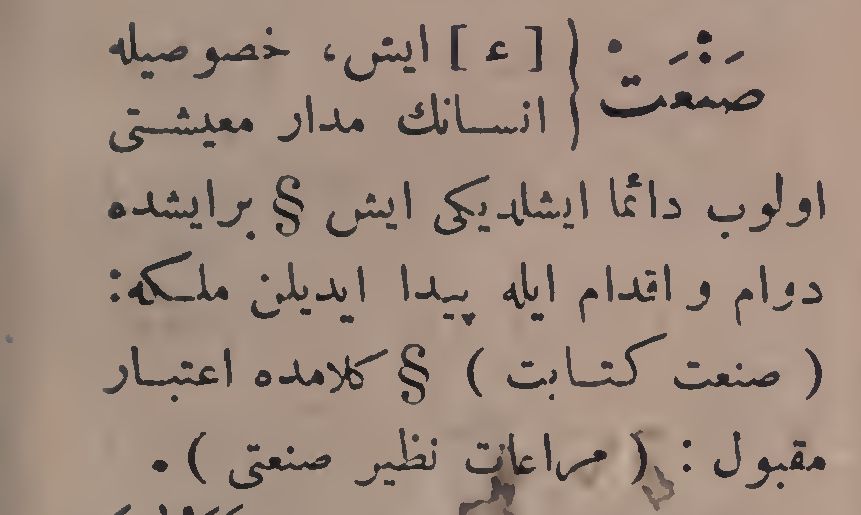 صَنْعَت { [ ع ] ایش، خصوصیله
انسانك مدار معیشتی
اولوب دائما ایشلدیکی ایش § برایشده
دوام و اقدام ایله پیدا ایدیلن ملکه:
( صنعت کتابت ) § کلامده اعتبار
مقبول : ( مراعات نظیر صنعتی ) .